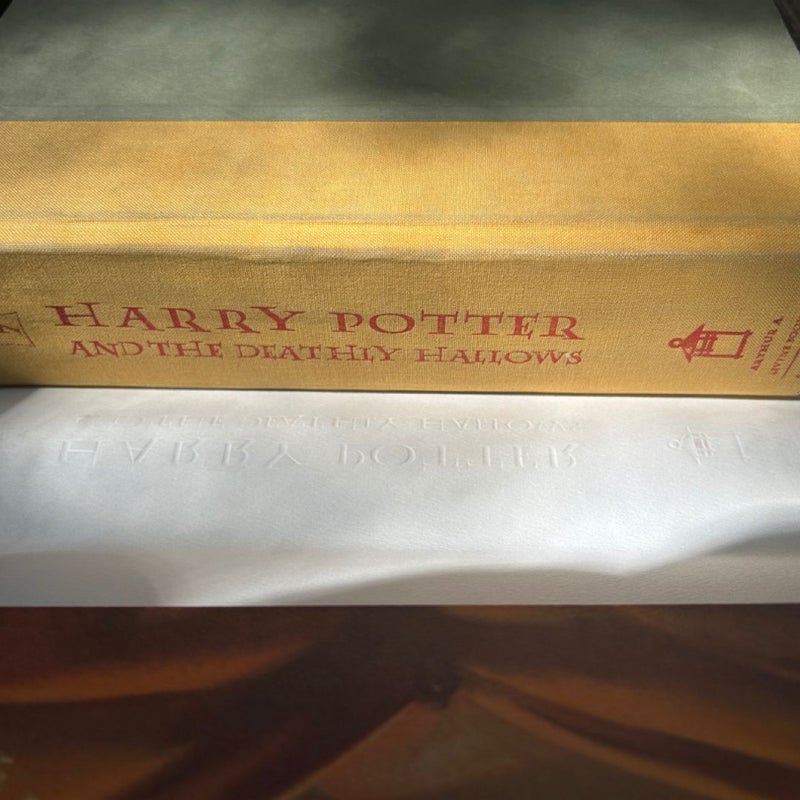 HARRY POTTER
AND THE DEATHLY HALLOWS
ARTHUR A.